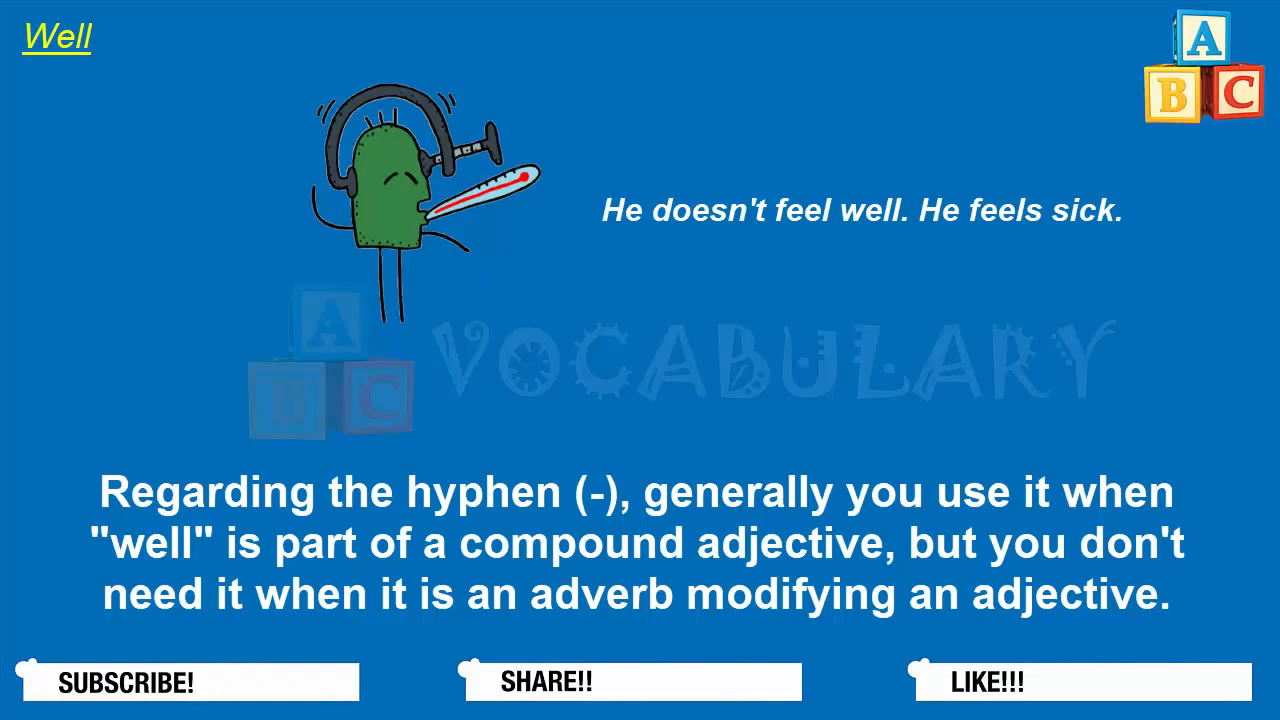 Well
A
B C
He doesn't feel well. He feels sick.
A
B C VOCABULARY
Regarding the hyphen (-), generally you use it when
"well" is part of a compound adjective, but you don't
need it when it is an adverb modifying an adjective.
SUBSCRIBE! SHARE!! LIKE!!!